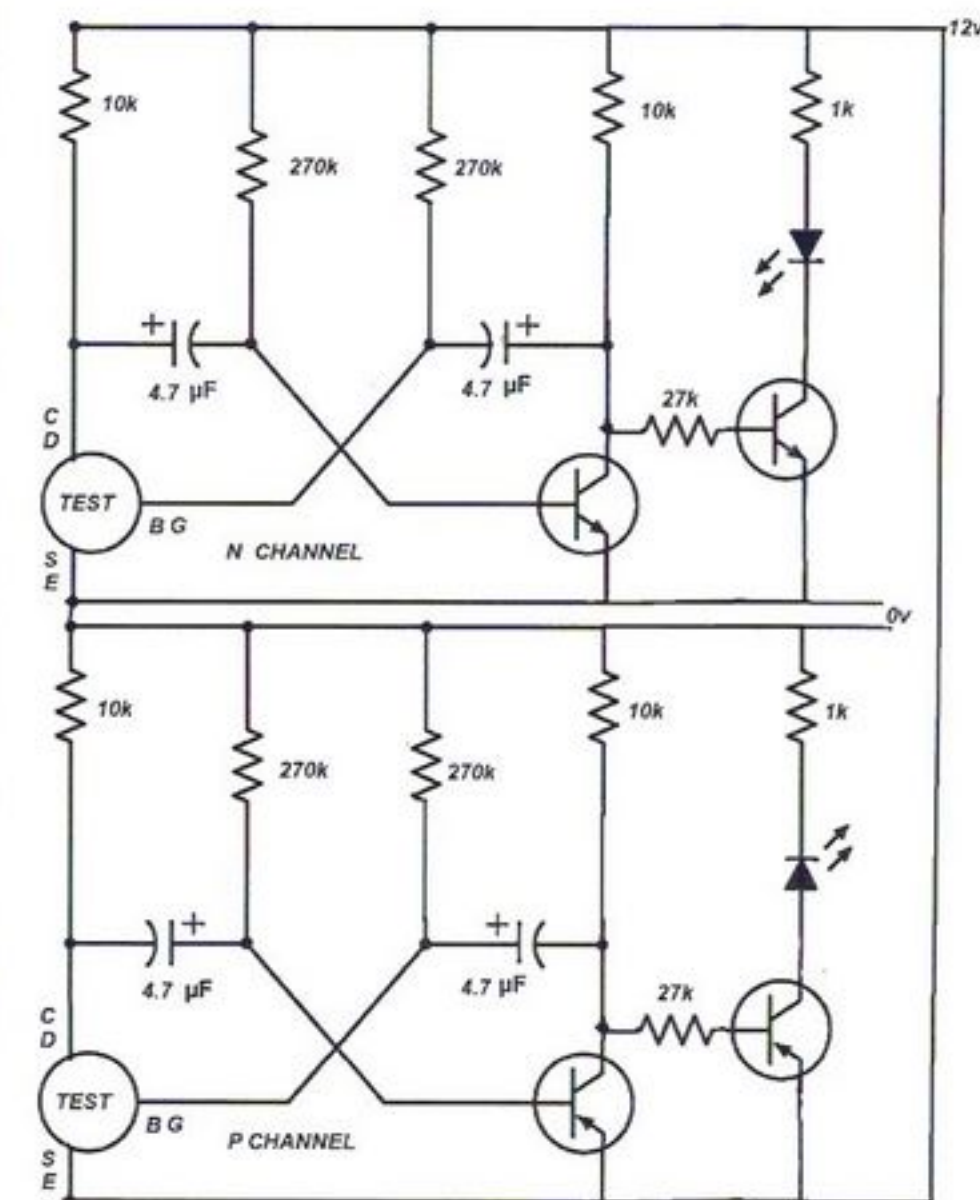 12v
10k
10k
1k
270k
270k
+
+
4.7 µF
4.7 µF
27k
C
D
TEST
B G
N CHANNEL
S
E
0v
10k
10k
1k
270k
270k
+
+
4.7 µF
4.7 µF
27k
C
D
TEST
B G
P CHANNEL
S
E